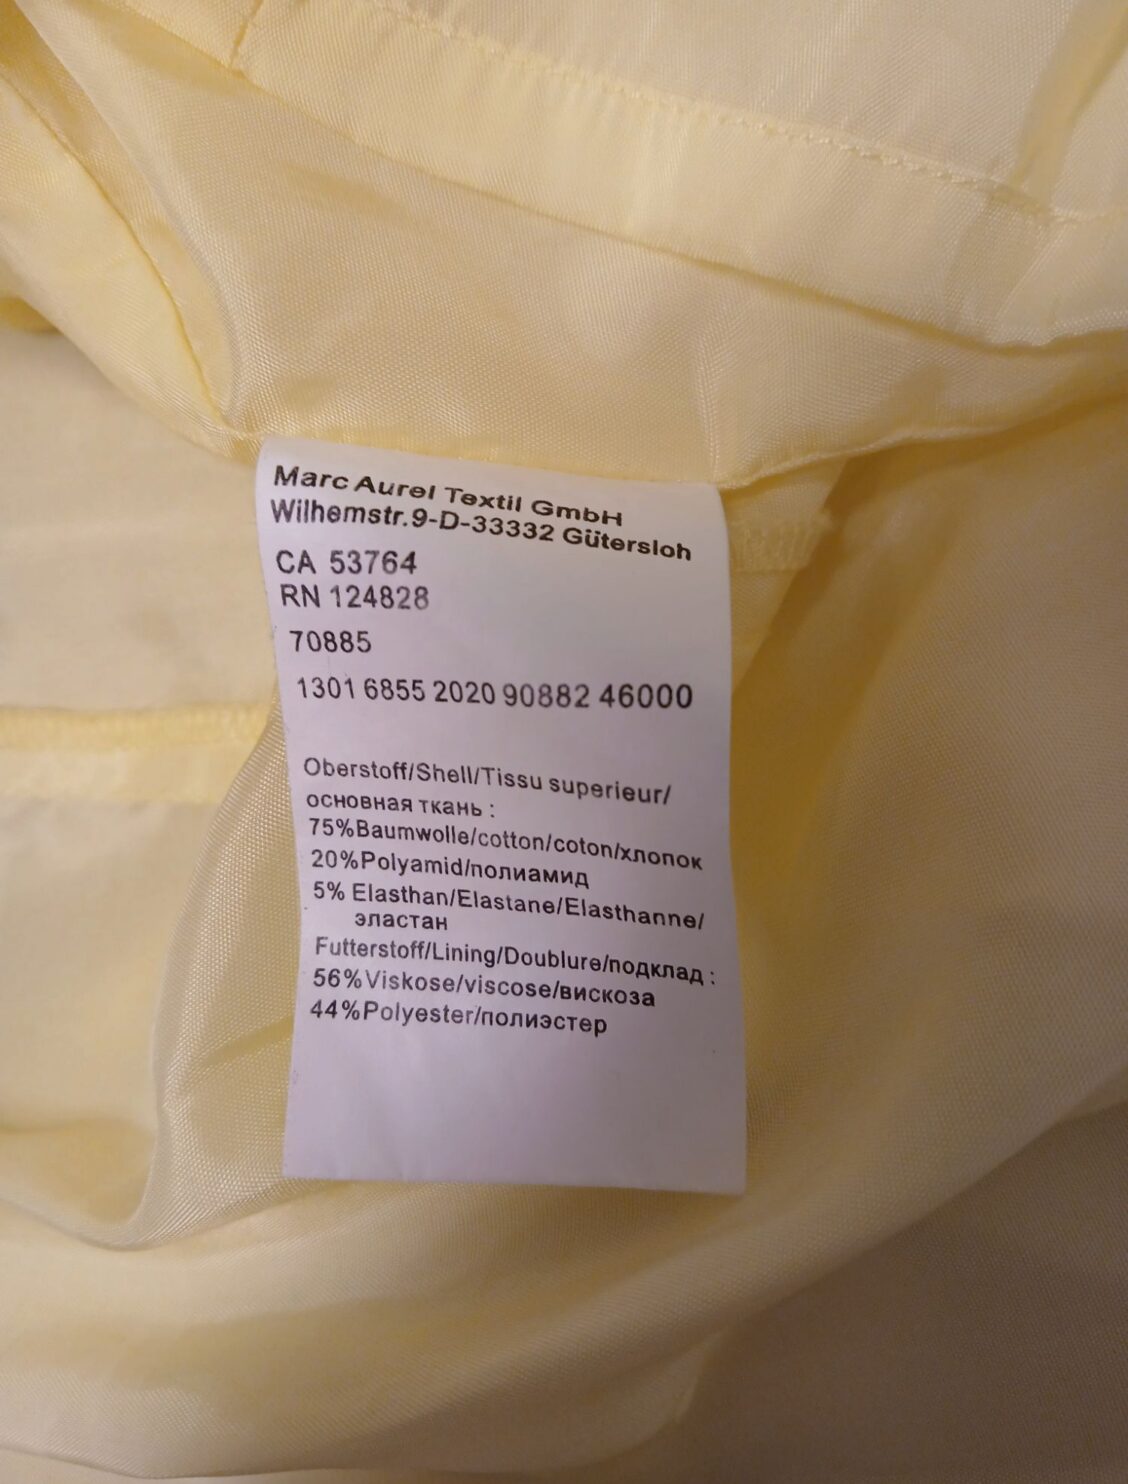 Marc Aurel Textil GmbH
Wilhemstr.9-D-33332 Gütersloh
CA 53764
RN 124828
70885
1301 6855 2020 90882 46000
Oberstoff/Shell/Tissu superieur/
основная ткань :
75%Baumwolle/cotton/coton/хлопок
20%Polyamid/полиамид
5% Elasthan/Elastane/Elasthanne/
эластан
Futterstoff/Lining/Doublure/подклад :
56%Viskose/viscose/вискоза
44%Polyester/полиэстер